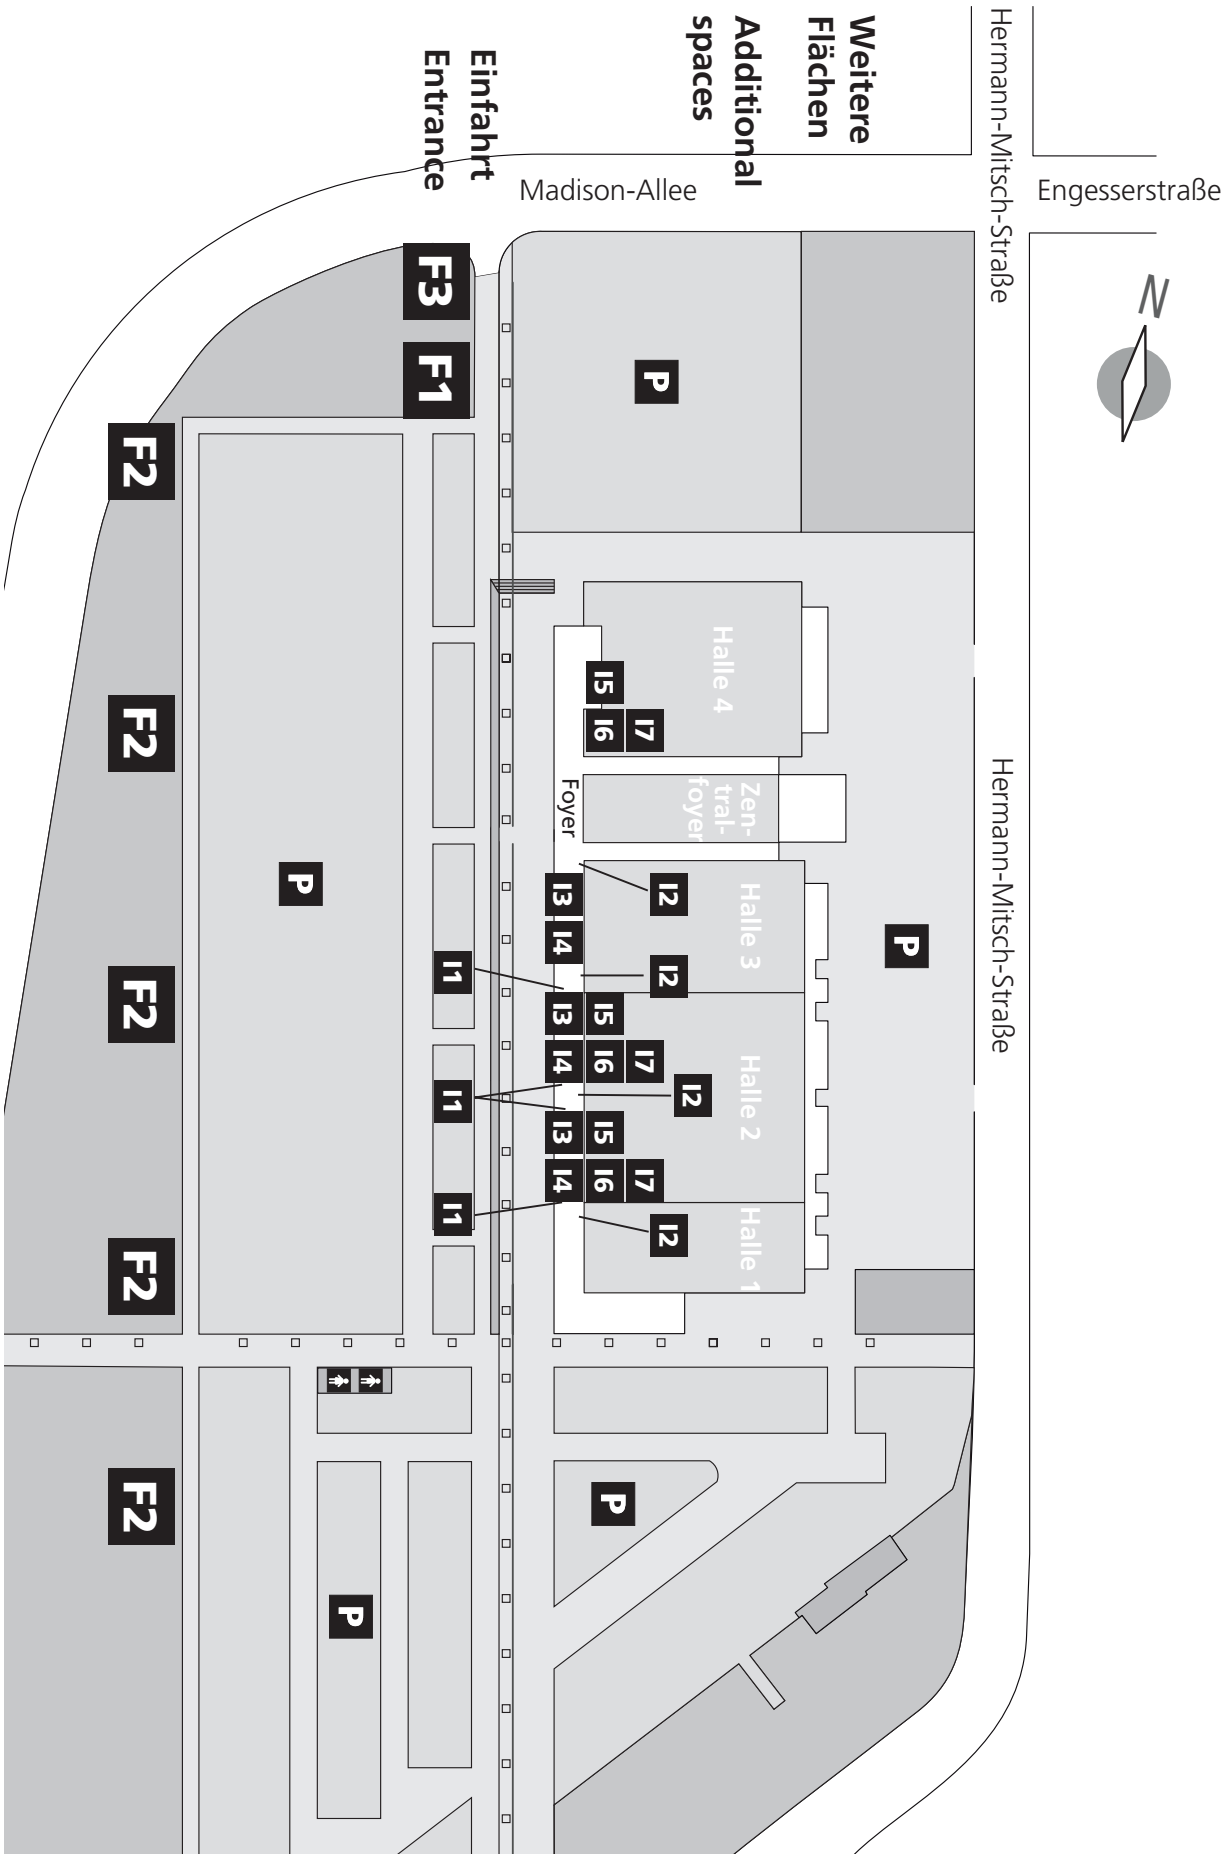 Weitere
Flächen
Additional
spaces
Einfahrt
Entrance
Hermann-Mitsch-Straße
Madison-Allee
Engesserstraße
N
F3
F1
P
F2
Halle 4
I5
I6
I7
F2
Zen-
tral-
foyer
Foyer
Hermann-Mitsch-Straße
P
I3
I2
Halle 3
P
I4
I1
I2
F2
I3
I5
I4
I6
I7
Halle 2
I1
I2
I3
I5
I4
I6
I7
I1
I2
Halle 1
F2
F2
P
P